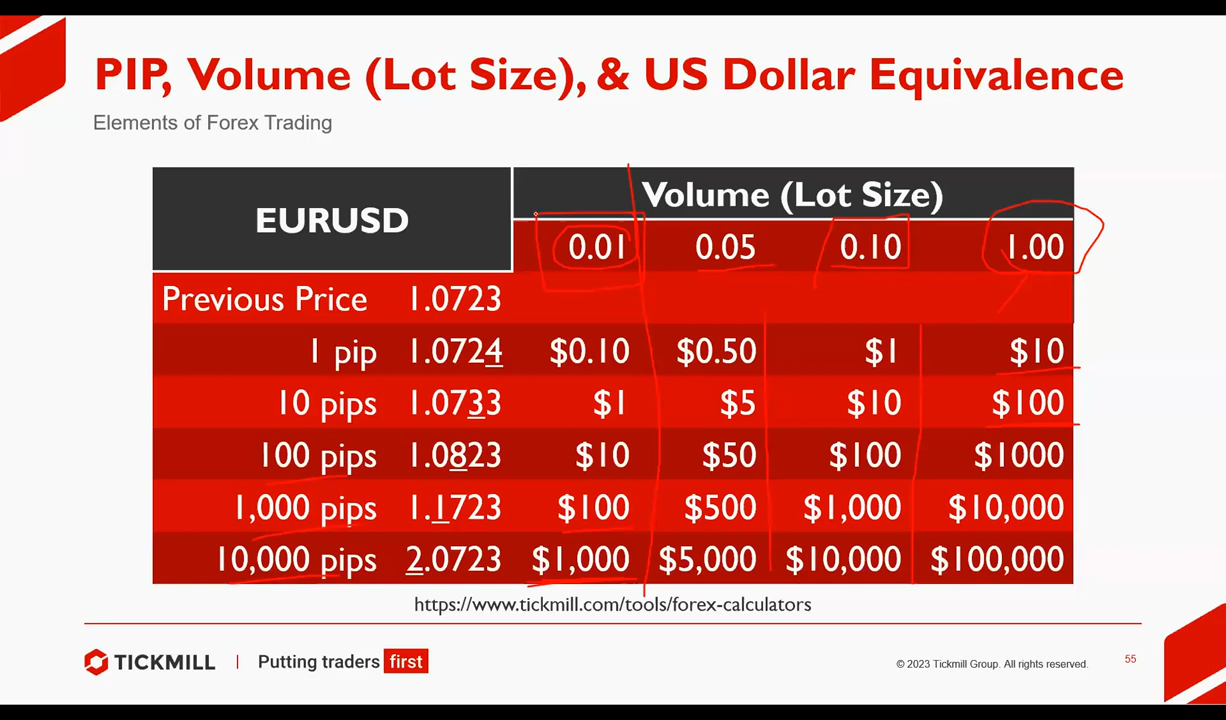 PIP, Volume (Lot Size), & US Dollar Equivalence
Elements of Forex Trading
EURUSD
Volume (Lot Size)
0.01 0.05 0.10 1.00
Previous Price 1.0723
1 pip 1.0724 $0.10 $0.50 $1 $10
10 pips 1.0733 $1 $5 $10 $100
100 pips 1.0823 $10 $50 $100 $1000
1,000 pips 1.1723 $100 $500 $1,000 $10,000
10,000 pips 2.0723 $1,000 $5,000 $10,000 $100,000
https://www.tickmill.com/tools/forex-calculators
TICKMILL | Putting traders first
© 2023 Tickmill Group. All rights reserved. 55